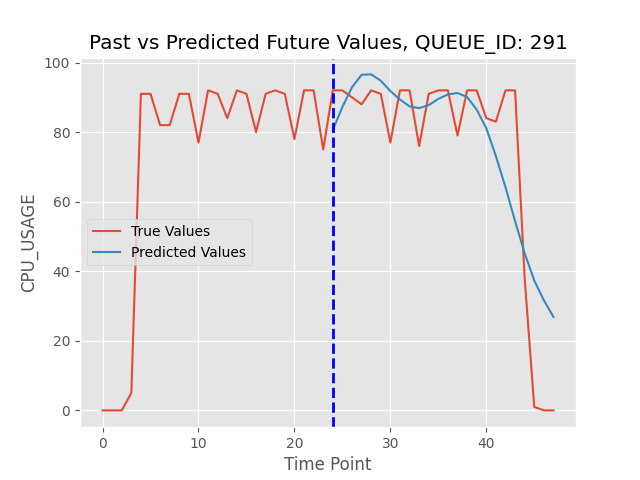 Past vs Predicted Future Values, QUEUE_ID: 291
100
80
60
40
20
0
CPU_USAGE
True Values
Predicted Values
0 10 20 30 40
Time Point